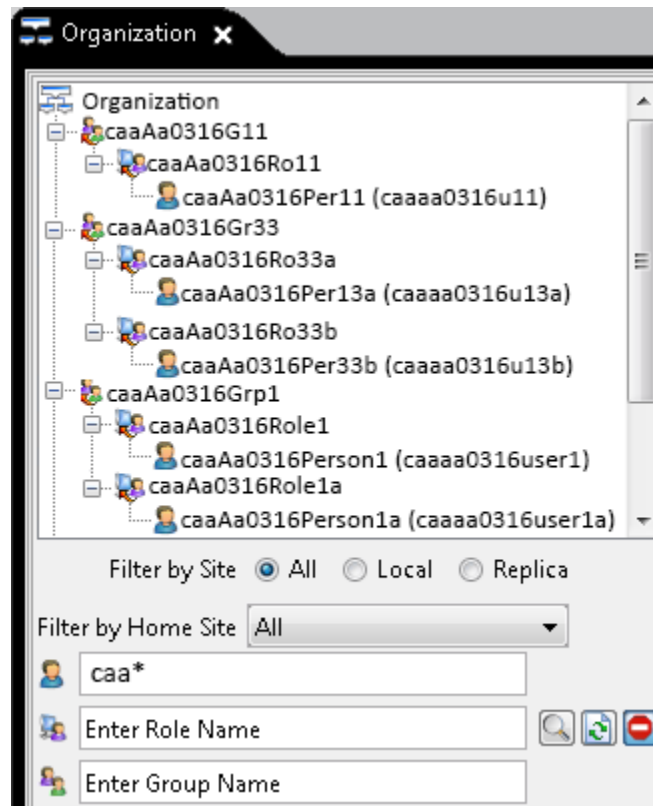 Organization
Organization
caaAa0316G11
caaAa0316Ro11
caaAa0316Per11 (caaaa0316u11)
caaAa0316Gr33
caaAa0316Ro33a
caaAa0316Per13a (caaaa0316u13a)
caaAa0316Ro33b
caaAa0316Per33b (caaaa0316u13b)
caaAa0316Grp1
caaAa0316Role1
caaAa0316Person1 (caaaa0316user1)
caaAa0316Role1a
caaAa0316Person1a (caaaa0316user1a)
Filter by Site All Local Replica
Filter by Home Site All
caa*
Enter Role Name
Enter Group Name